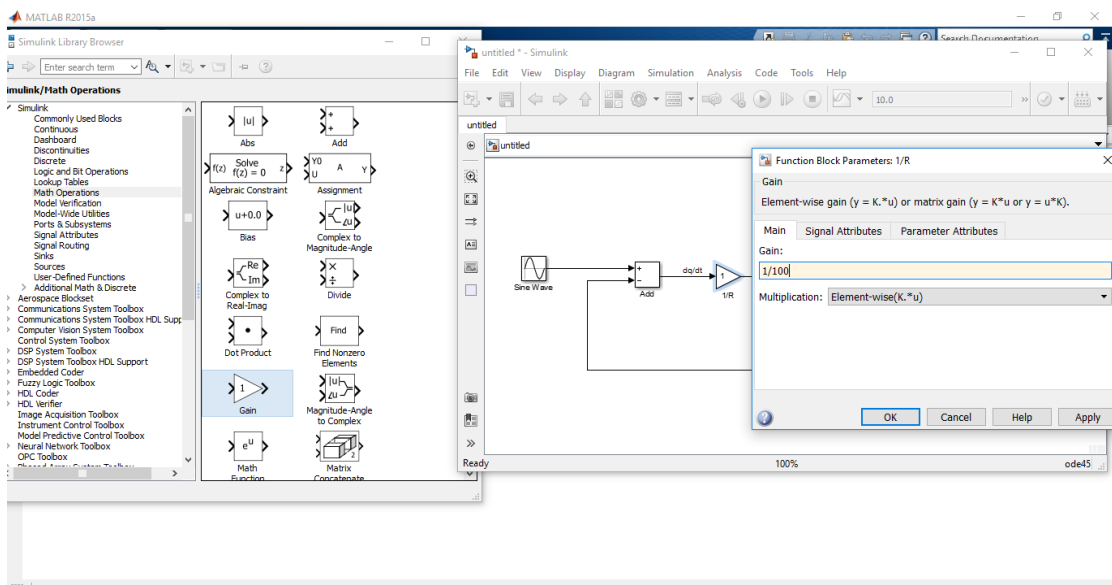 MATLAB R2015a
Search Documentation
Simulink Library Browser
Enter search term
imulink/Math Operations
Simulink
Commonly Used Blocks
Continuous
Dashboard
Discontinuities
Discrete
Logic and Bit Operations
Lookup Tables
Math Operations
Model Verification
Model-Wide Utilities
Ports & Subsystems
Signal Attributes
Signal Routing
Sinks
Sources
User-Defined Functions
Additional Math & Discrete
Aerospace Blockset
Communications System Toolbox
Communications System Toolbox HDL Supp
Computer Vision System Toolbox
Control System Toolbox
DSP System Toolbox
DSP System Toolbox HDL Support
Embedded Coder
Fuzzy Logic Toolbox
HDL Coder
HDL Verifier
Image Acquisition Toolbox
Instrument Control Toolbox
Model Predictive Control Toolbox
Neural Network Toolbox
OPC Toolbox
Phased Array System Toolbox
|u|
Abs
+
+
Add
f(z) Solve f(z) = 0 z
Algebraic Constraint
Y0
U A Y
Assignment
u+0.0
Bias
|u|
∠u
Complex to
Magnitude-Angle
Re
Im
Complex to
Real-Imag
×
÷
Divide
Dot Product
Find
Find Nonzero
Elements
1
Gain
|u|
∠u
Magnitude-Angle
to Complex
e^u
Math
Function
2
Matrix
Concatenate
untitled * - Simulink
File Edit View Display Diagram Simulation Analysis Code Tools Help
10.0 »
untitled
untitled
Sine Wave
+
−
Add
dq/dt
1
1/R
»
Ready 100% ode45
Function Block Parameters: 1/R
Gain
Element-wise gain (y = K.*u) or matrix gain (y = K*u or y = u*K).
Main Signal Attributes Parameter Attributes
Gain:
1/100
Multiplication: Element-wise(K.*u)
OK Cancel Help Apply